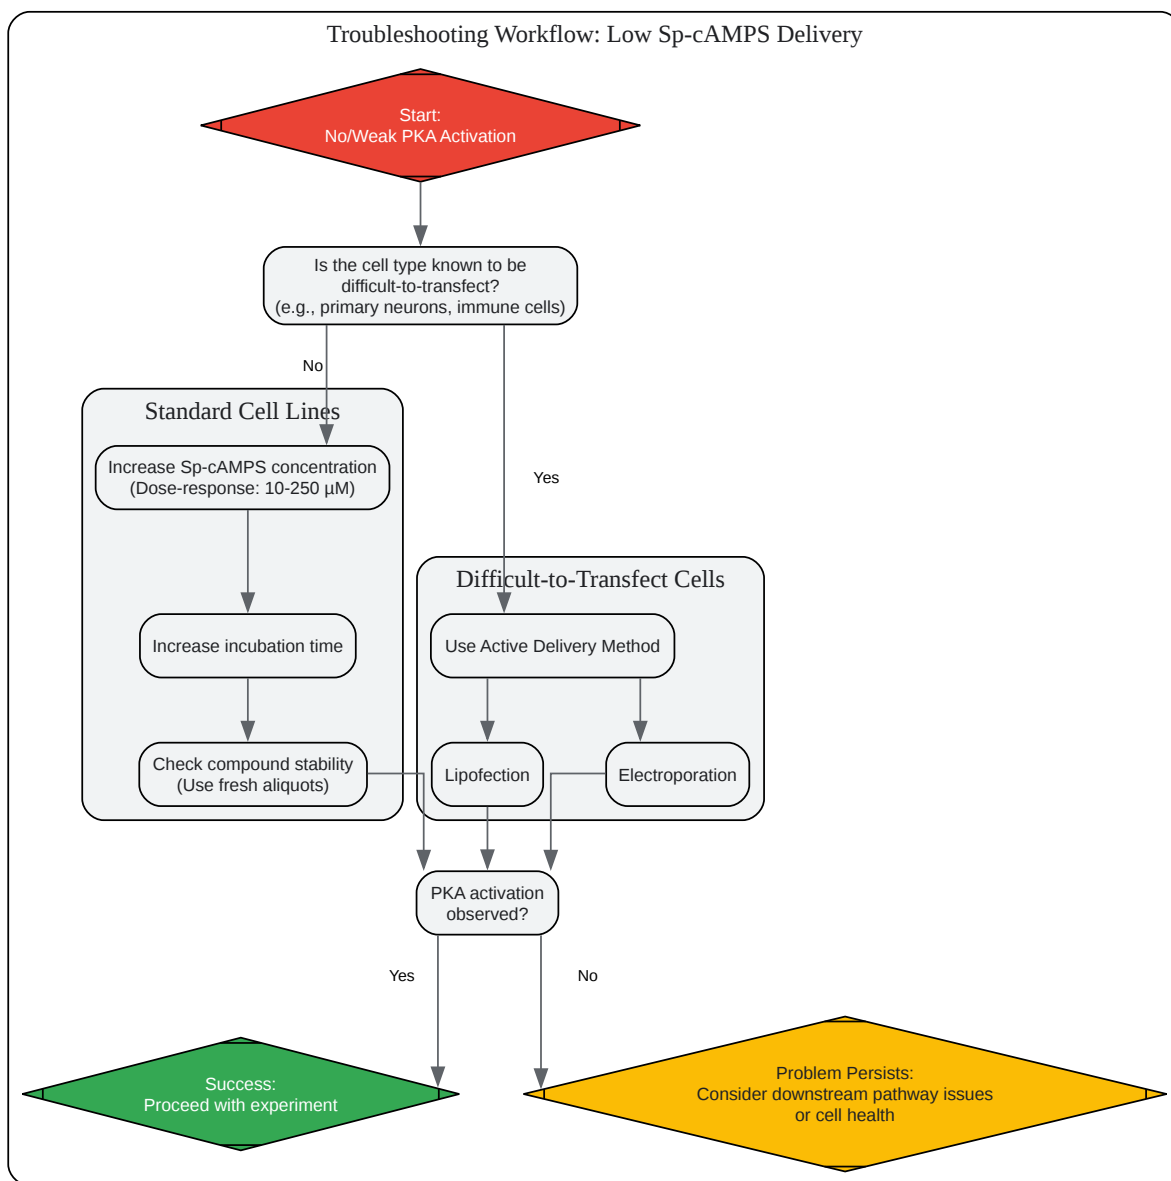 Troubleshooting Workflow: Low Sp-cAMPS Delivery
Start:
No/Weak PKA Activation
Is the cell type known to be
difficult-to-transfect?
(e.g., primary neurons, immune cells)
No
Standard Cell Lines
Increase Sp-cAMPS concentration
(Dose-response: 10-250 µM)
Yes
Difficult-to-Transfect Cells
Increase incubation time
Use Active Delivery Method
Check compound stability
(Use fresh aliquots)
Lipofection
Electroporation
PKA activation
observed?
Yes
No
Success:
Proceed with experiment
Problem Persists:
Consider downstream pathway issues
or cell health